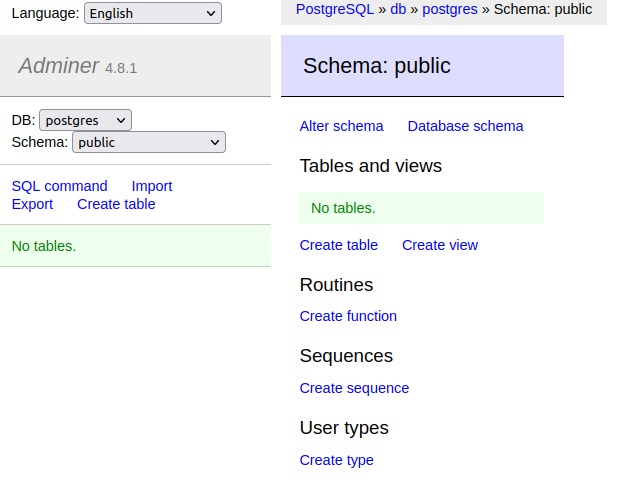 Language: English
PostgreSQL » db » postgres » Schema: public
Adminer 4.8.1
DB: postgres
Schema: public
SQL command Import
Export Create table
No tables.
Schema: public
Alter schema Database schema
Tables and views
No tables.
Create table Create view
Routines
Create function
Sequences
Create sequence
User types
Create type